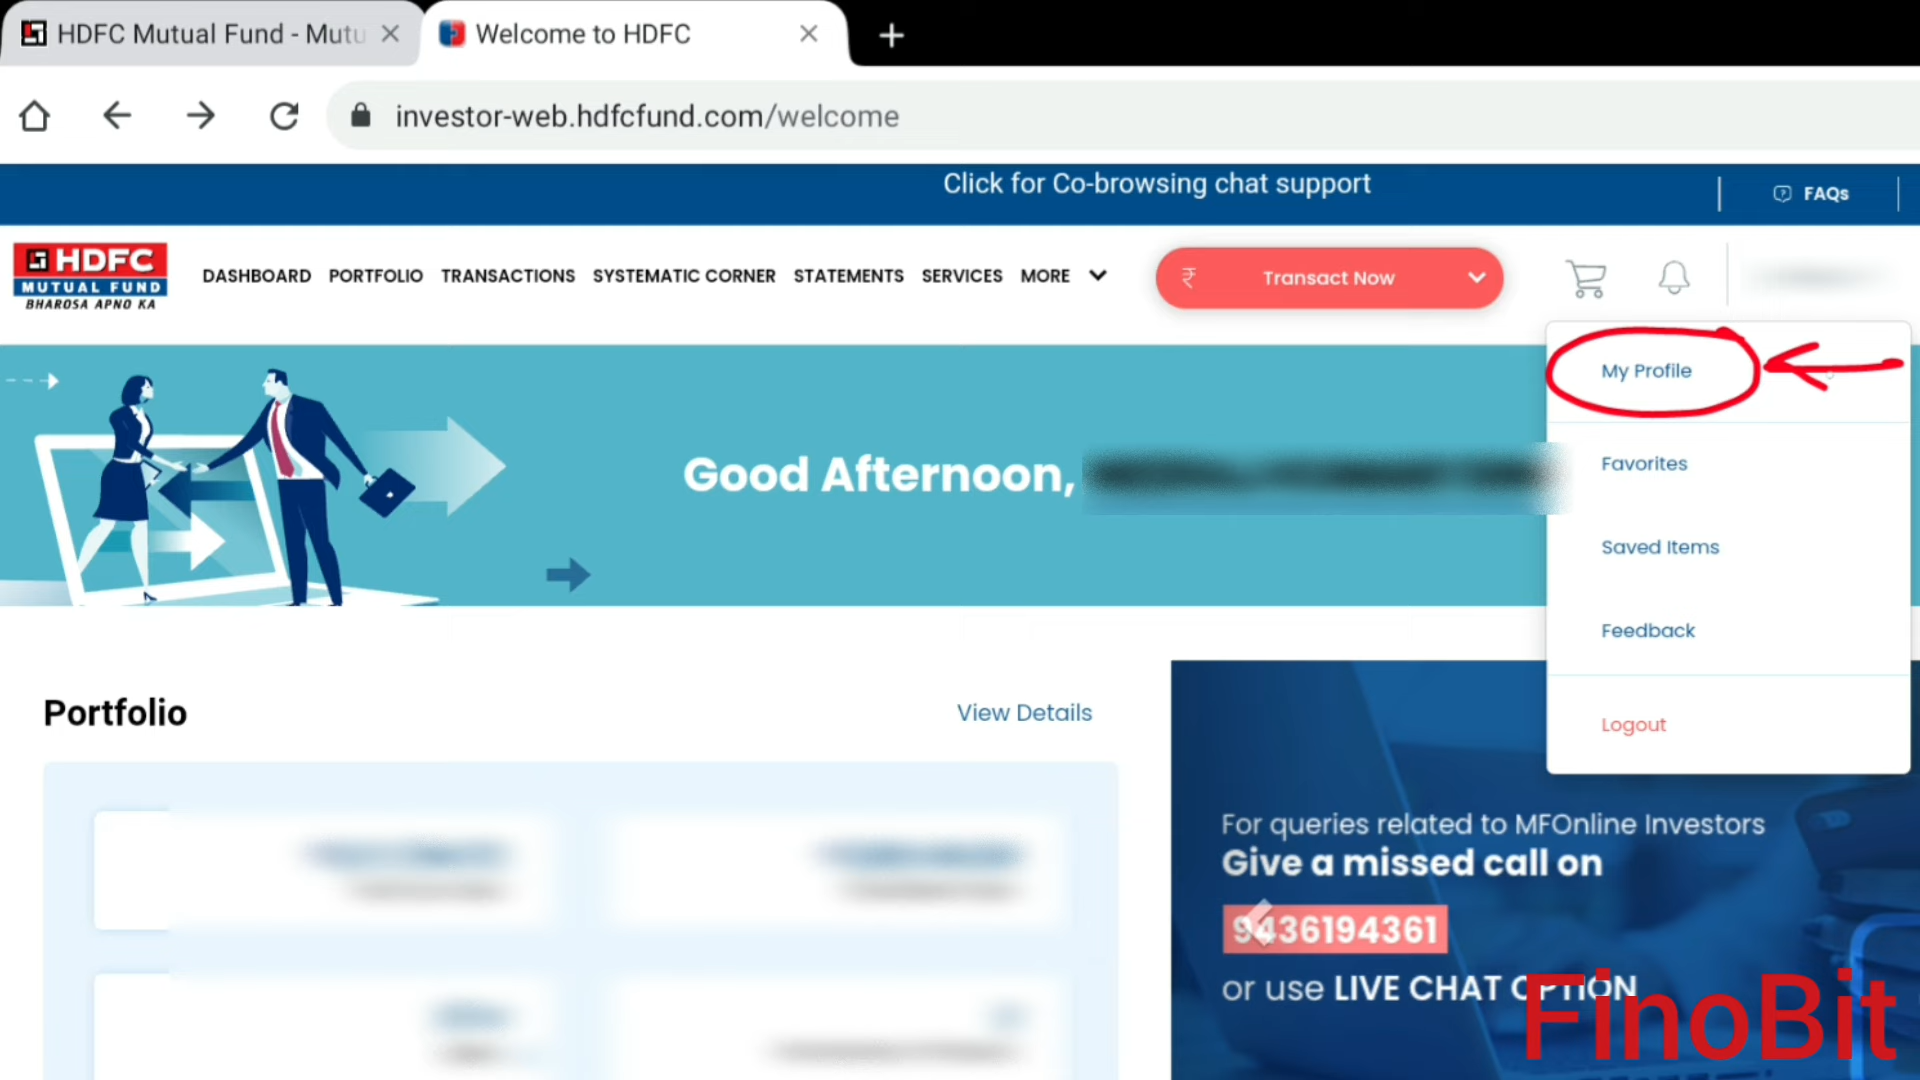 HDFC Mutual Fund - Mutu
Welcome to HDFC
investor-web.hdfcfund.com/welcome
Click for Co-browsing chat support
FAQs
HDFC
MUTUAL FUND
BHAROSA APNO KA
DASHBOARD PORTFOLIO TRANSACTIONS SYSTEMATIC CORNER STATEMENTS SERVICES MORE
₹ Transact Now
My Profile
Good Afternoon,
Favorites
Saved Items
Feedback
Logout
Portfolio
View Details
For queries related to MFOnline Investors
Give a missed call on
9436194361
or use LIVE CHAT OPTION
FinoBit